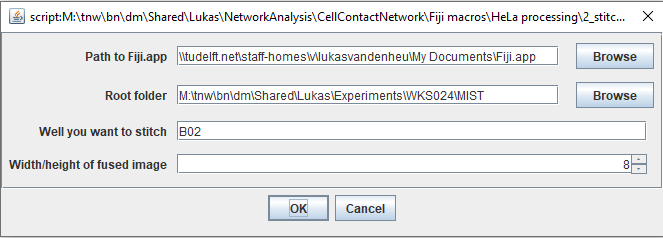 script:M:\tnw\bn\dm\Shared\Lukas\NetworkAnalysis\CellContactNetwork\Fiji macros\HeLa processing\2_stitc...
Path to Fiji.app \\tudelft.net\staff-homes\v\lukasvandenheu\My Documents\Fiji.app Browse
Root folder M:\tnw\bn\dm\Shared\Lukas\Experiments\WKS024\MIST Browse
Well you want to stitch B02
Width/height of fused image 8
OK Cancel